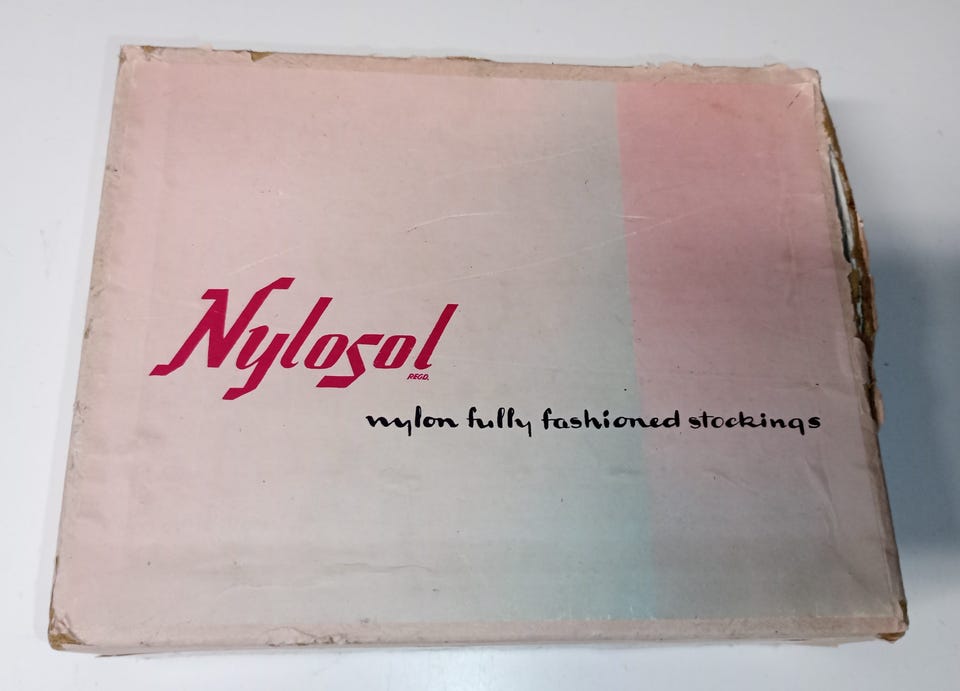 Nylosol
REGD.
nylon fully fashioned stockings